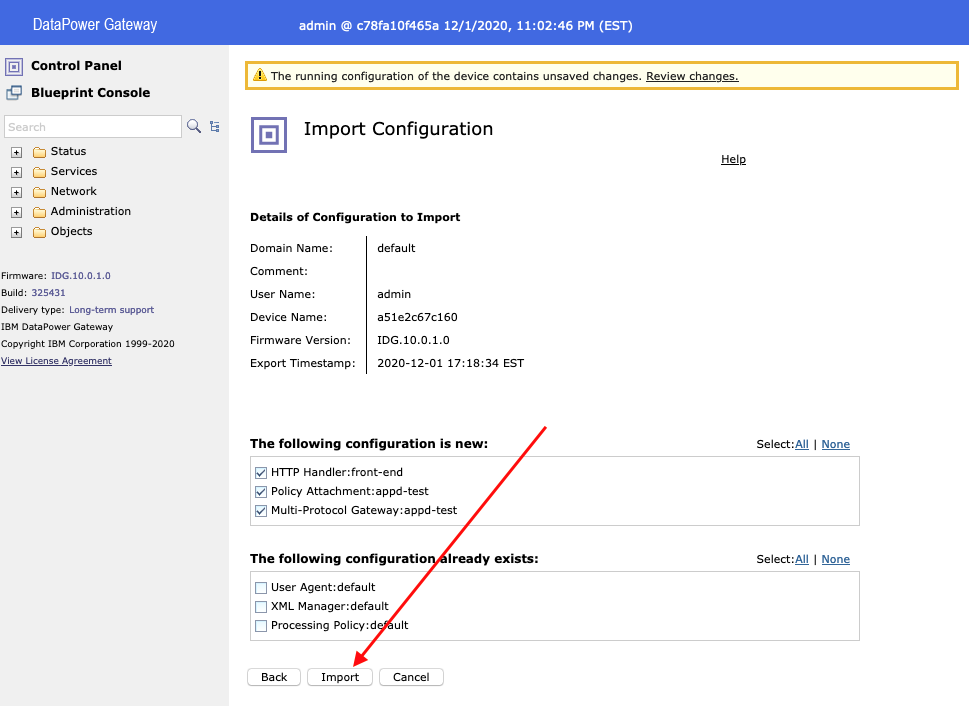 DataPower Gateway
admin @ c78fa10f465a 12/1/2020, 11:02:46 PM (EST)
Control Panel
Blueprint Console
Search
Status
Services
Network
Administration
Objects
Firmware: IDG.10.0.1.0
Build: 325431
Delivery type: Long-term support
IBM DataPower Gateway
Copyright IBM Corporation 1999-2020
View License Agreement
The running configuration of the device contains unsaved changes. Review changes.
Import Configuration
Help
Details of Configuration to Import
Domain Name: default
Comment:
User Name: admin
Device Name: a51e2c67c160
Firmware Version: IDG.10.0.1.0
Export Timestamp: 2020-12-01 17:18:34 EST
The following configuration is new: Select:All | None
HTTP Handler:front-end
Policy Attachment:appd-test
Multi-Protocol Gateway:appd-test
The following configuration already exists: Select:All | None
User Agent:default
XML Manager:default
Processing Policy:default
Back Import Cancel